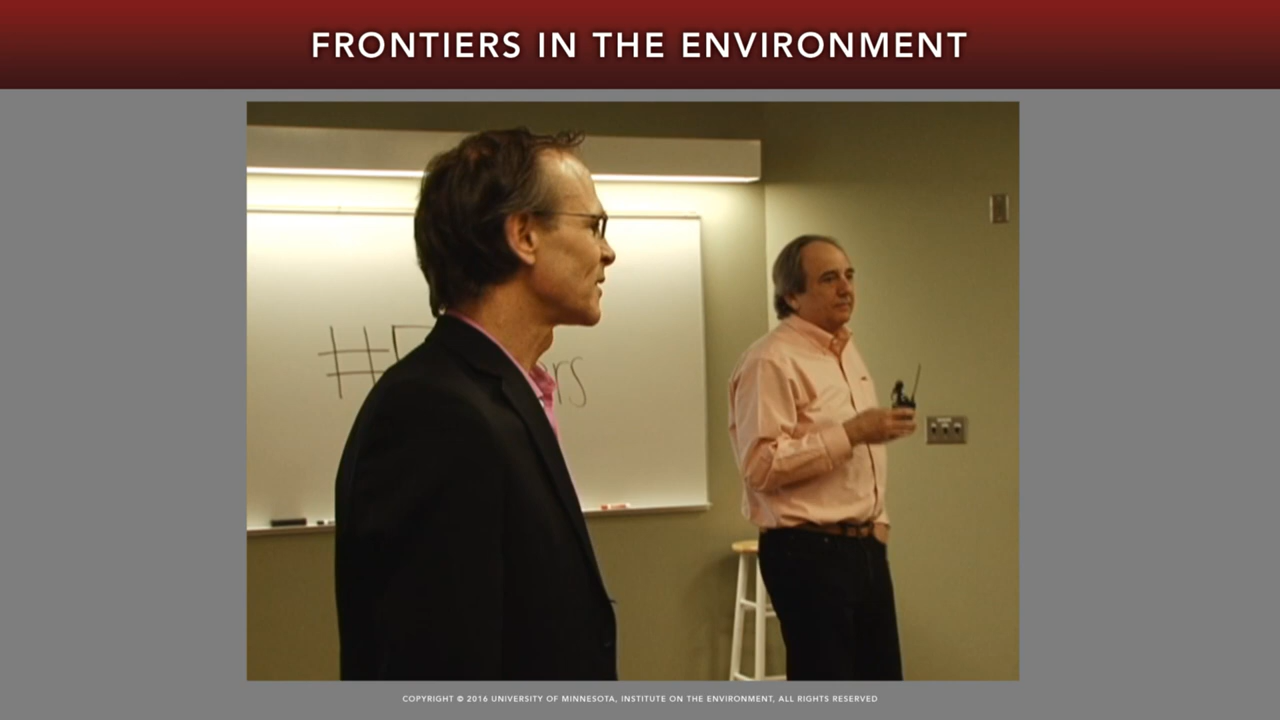 FRONTIERS IN THE ENVIRONMENT
COPYRIGHT © 2016 UNIVERSITY OF MINNESOTA, INSTITUTE ON THE ENVIRONMENT, ALL RIGHTS RESERVED